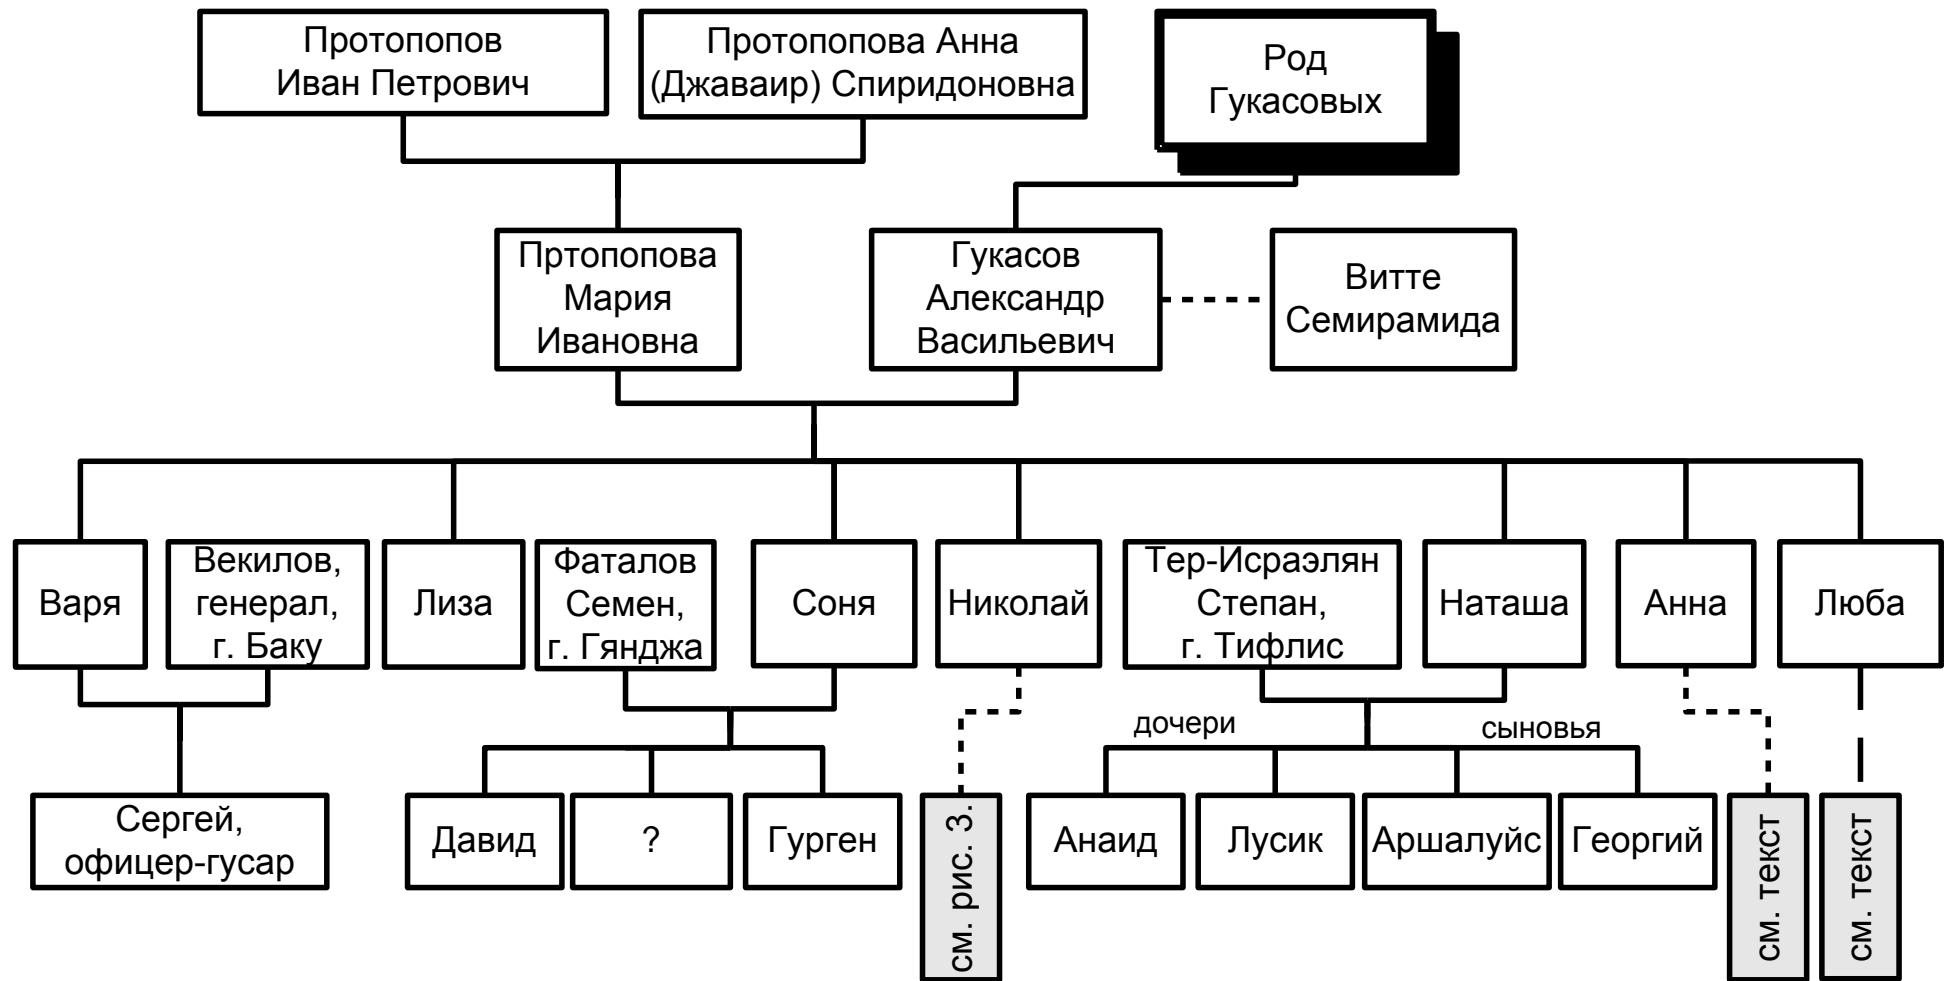 Протопопов
Иван Петрович
Протопопова Анна
(Джаваир) Спиридоновна
Род
Гукасовых
Пртопопова
Мария
Ивановна
Гукасов
Александр
Васильевич
Витте
Семирамида
Варя
Векилов,
генерал,
г. Баку
Лиза
Фаталов
Семен,
г. Гянджа
Соня
Николай
Тер-Исраэлян
Степан,
г. Тифлис
Наташа
Анна
Люба
дочери
сыновья
Сергей,
офицер-гусар
Давид
?
Гурген
см. рис. 3.
Анаид
Лусик
Аршалуйс
Георгий
см. текст
см. текст